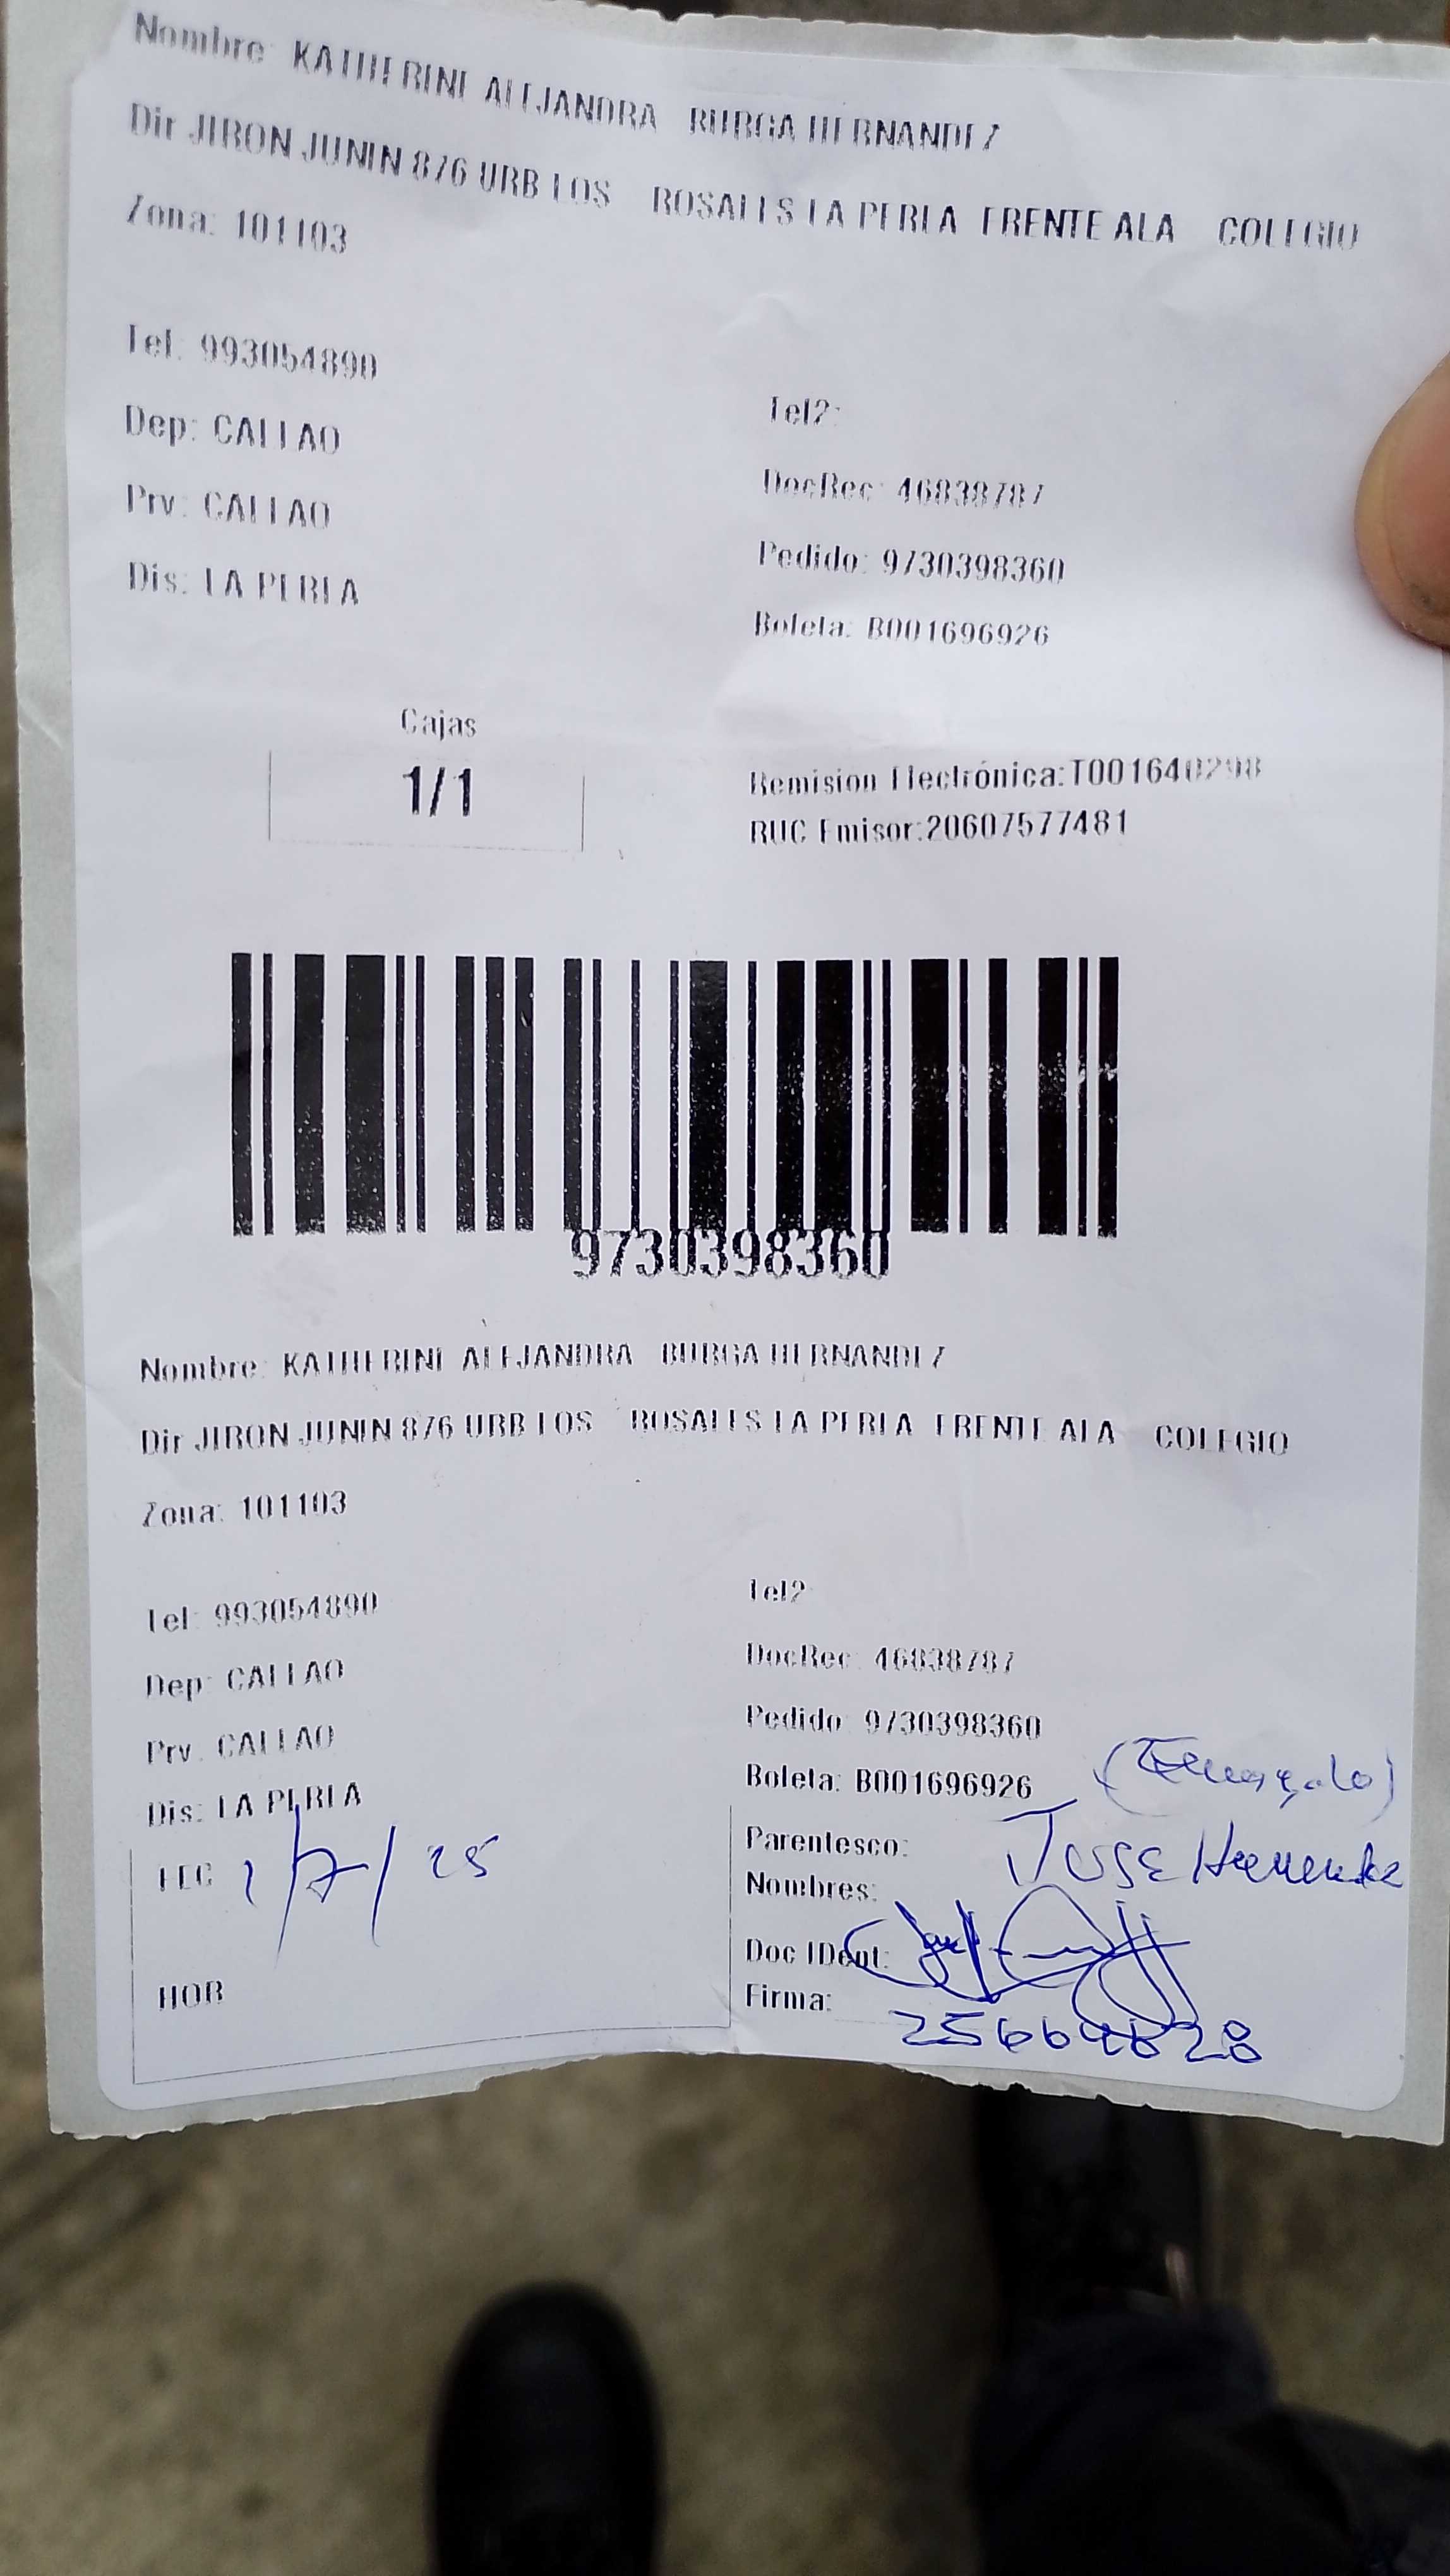 Nombre: KATHERINE ALEJANDRA BURGA HERNANDEZ
Dir JIRON JUNIN 876 URB LOS ROSALES LA PERLA FRENTE ALA COLEGIO
Zona: 101103
Tel: 993054890
Tel2:
Dep: CALLAO
DocRec: 46838787
Prv: CALLAO
Pedido: 9730398360
Dis: LA PERLA
Boleta: B001696926
Cajas
1/1
Remision Electrónica:T001640298
RUC Emisor:20607577481
9730398360
Nombre: KATHERINE ALEJANDRA BURGA HERNANDEZ
Dir JIRON JUNIN 876 URB LOS ROSALES LA PERLA FRENTE ALA COLEGIO
Zona: 101103
Tel: 993054890
Tel2:
Dep: CALLAO
DocRec: 46838787
Prv: CALLAO
Pedido: 9730398360
Dis: LA PERLA
Boleta: B001696926
FEC 1/7/25
Parentesco:
Nombres: Jose
Doc IDent:
HOR
Firma: